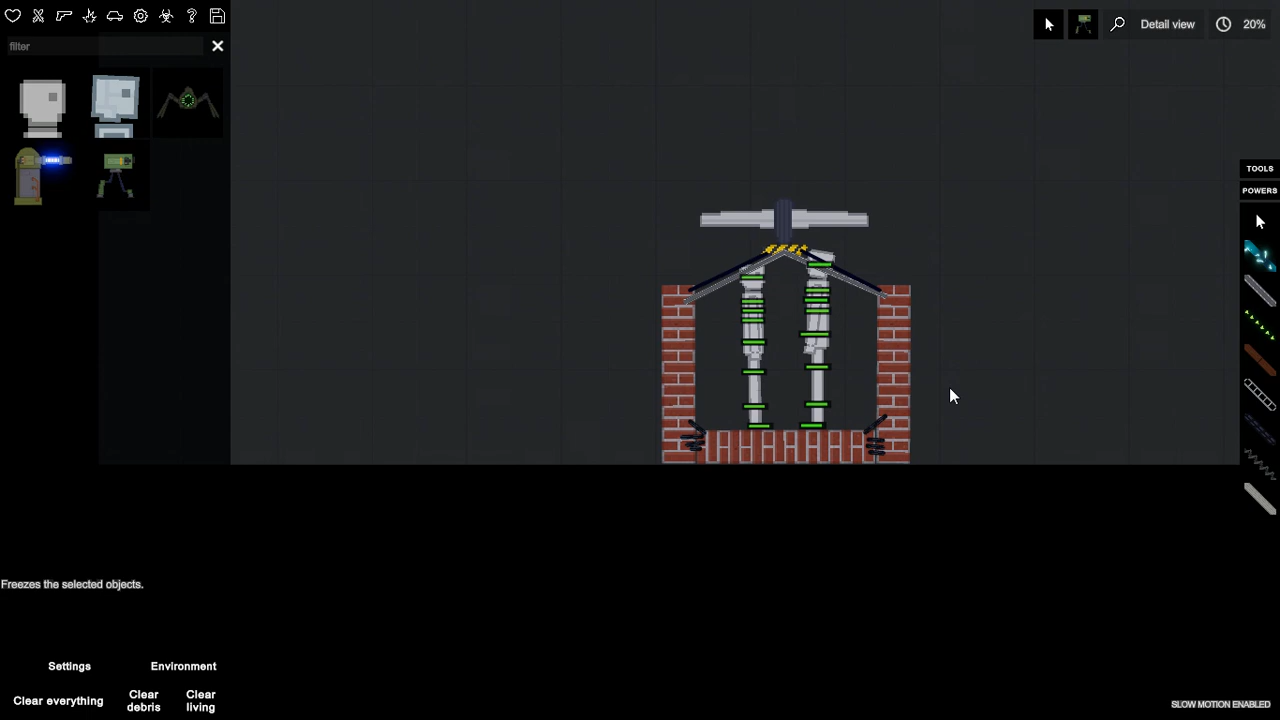 filter
Detail view
20%
TOOLS
POWERS
Freezes the selected objects.
Settings
Environment
Clear everything
Clear
debris
Clear
living
SLOW MOTION ENABLED